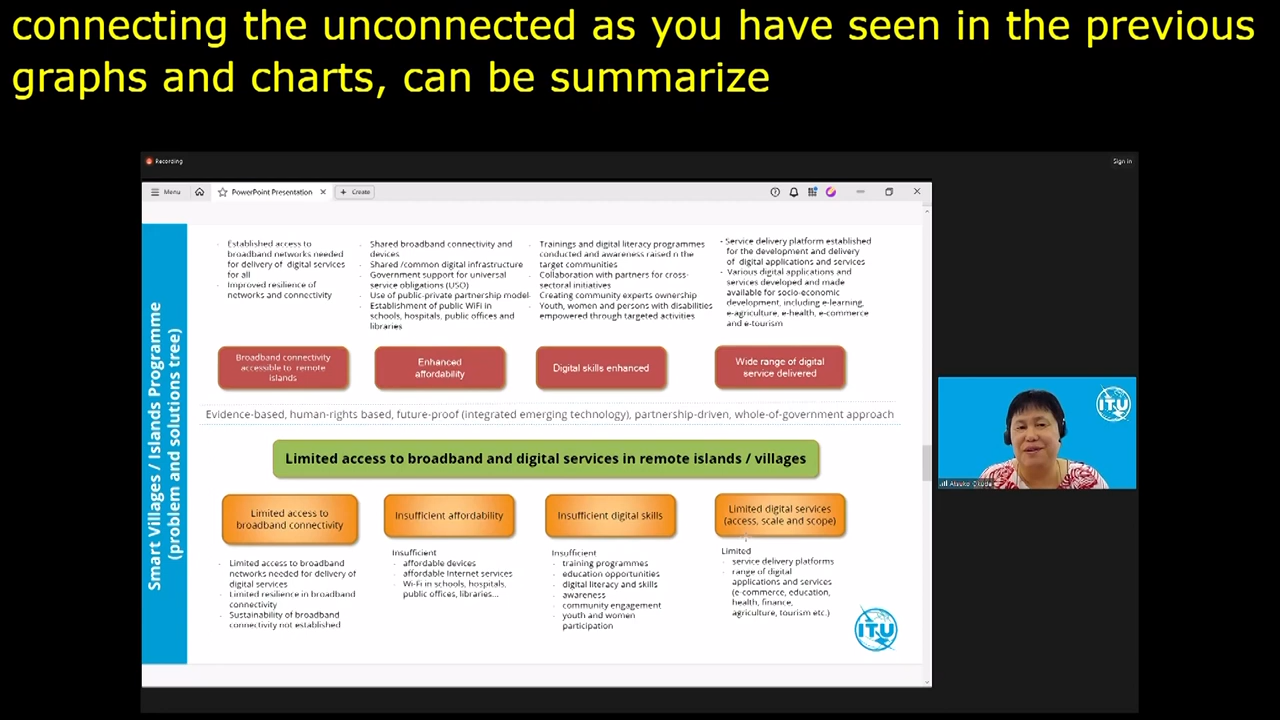 connecting the unconnected as you have seen in the previous
graphs and charts, can be summarize
Recording
Sign in
Menu
PowerPoint Presentation
Create
Smart Villages / Islands Programme
(problem and solutions tree)
Established access to
broadband networks needed
for delivery of digital services
for all
Improved resilience of
networks and connectivity
Shared broadband connectivity and
devices
Shared /common digital infrastructure
Government support for universal
service obligations (USO)
Use of public-private partnership model
Establishment of public WiFi in
schools, hospitals, public offices and
libraries
Trainings and digital literacy programmes
conducted and awareness raised n the
target communities
Collaboration with partners for cross-
sectoral initiatives
Creating community experts ownership
Youth, women and persons with disabilities
empowered through targeted activities
- Service delivery platform established
for the development and delivery
of digital applications and services
- Various digital applications and
services developed and made
available for socio-economic
development, including e-learning,
e-agriculture, e-health, e-commerce
and e-tourism
Broadband connectivity
accessible to remote
islands
Enhanced
affordability
Digital skills enhanced
Wide range of digital
service delivered
Evidence-based, human-rights based, future-proof (integrated emerging technology), partnership-driven, whole-of-government approach
Limited access to broadband and digital services in remote islands / villages
Limited access to
broadband connectivity
Insufficient affordability
Insufficient digital skills
Limited digital services
(access, scale and scope)
- Limited access to broadband
networks needed for delivery of
digital services
- Limited resilience in broadband
connectivity
- Sustainability of broadband
connectivity not established
Insufficient
- affordable devices
- affordable Internet services
- Wi-Fi in schools, hospitals,
public offices, libraries...
Insufficient
- training programmes
- education opportunities
- digital literacy and skills
- awareness
- community engagement
- youth and women
participation
Limited
- service delivery platforms
- range of digital
applications and services
(e-commerce, education,
health, finance,
agriculture, tourism etc.)
ITU
ITU
Atsuko Okuda